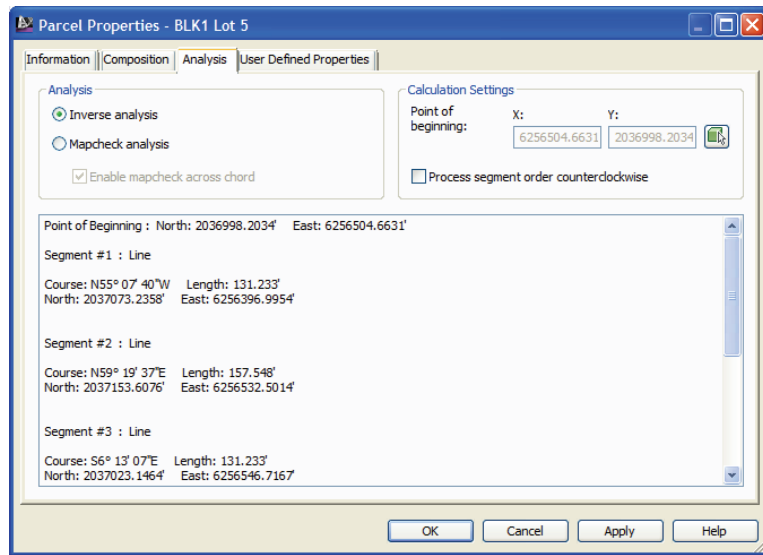 Parcel Properties - BLK1 Lot 5
Information Composition Analysis User Defined Properties
Analysis
Inverse analysis
Mapcheck analysis
Enable mapcheck across chord
Calculation Settings
Point of beginning:
X: Y:
6256504.6631 2036998.2034
Process segment order counterclockwise
Point of Beginning : North: 2036998.2034' East: 6256504.6631'
Segment #1 : Line
Course: N55° 07' 40"W Length: 131.233'
North: 2037073.2358' East: 6256396.9954'
Segment #2 : Line
Course: N59° 19' 37"E Length: 157.548'
North: 2037153.6076' East: 6256532.5014'
Segment #3 : Line
Course: S6° 13' 07"E Length: 131.233'
North: 2037023.1464' East: 6256546.7167'
OK Cancel Apply Help